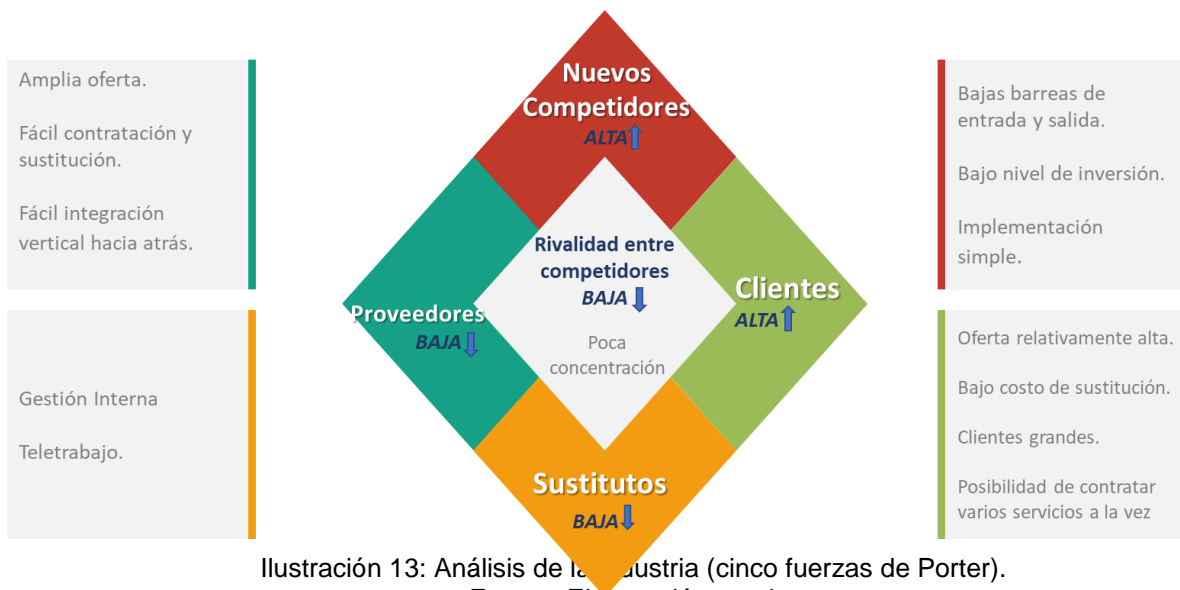 Amplia oferta.
Fácil contratación y
sustitución.
Fácil integración
vertical hacia atrás.
Gestión Interna
Teletrabajo.
Nuevos
Competidores
ALTA
Rivalidad entre
competidores
BAJA
Poca
concentración
Proveedores
BAJA
Clientes
ALTA
Sustitutos
BAJA
Bajas barreas de
entrada y salida.
Bajo nivel de inversión.
Implementación
simple.
Oferta relativamente alta.
Bajo costo de sustitución.
Clientes grandes.
Posibilidad de contratar
varios servicios a la vez
Ilustración 13: Análisis de (cinco fuerzas de Porter).